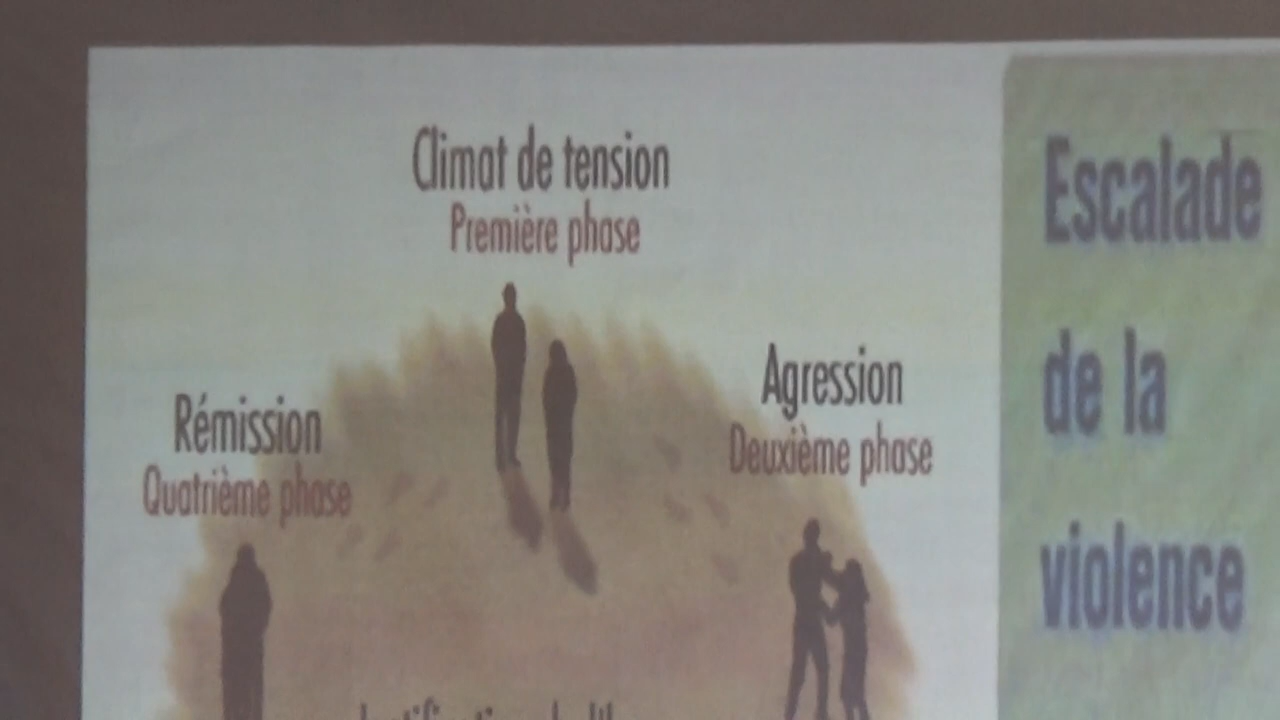 Climat de tension
Première phase
Agression
Deuxième phase
Rémission
Quatrième phase
Escalade
de la
violence